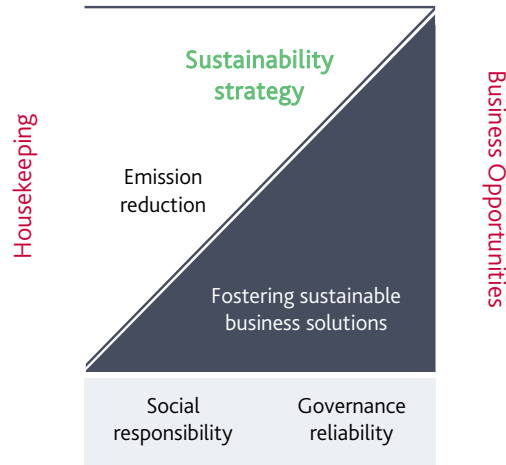 Sustainability
strategy
Housekeeping
Business Opportunities
Emission
reduction
Fostering sustainable
business solutions
Social
responsibility
Governance
reliability